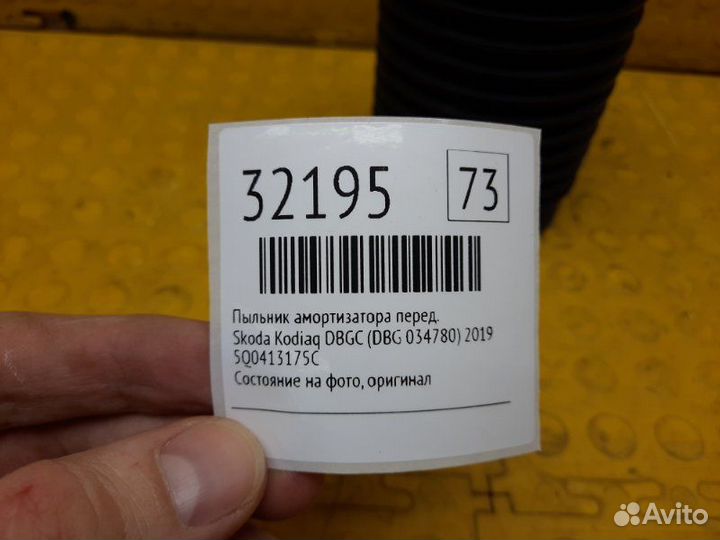 32195 73
Пыльник амортизатора перед.
Skoda Kodiaq DBGC (DBG 034780) 2019
5Q0413175C
Состояние на фото, оригинал
Avito